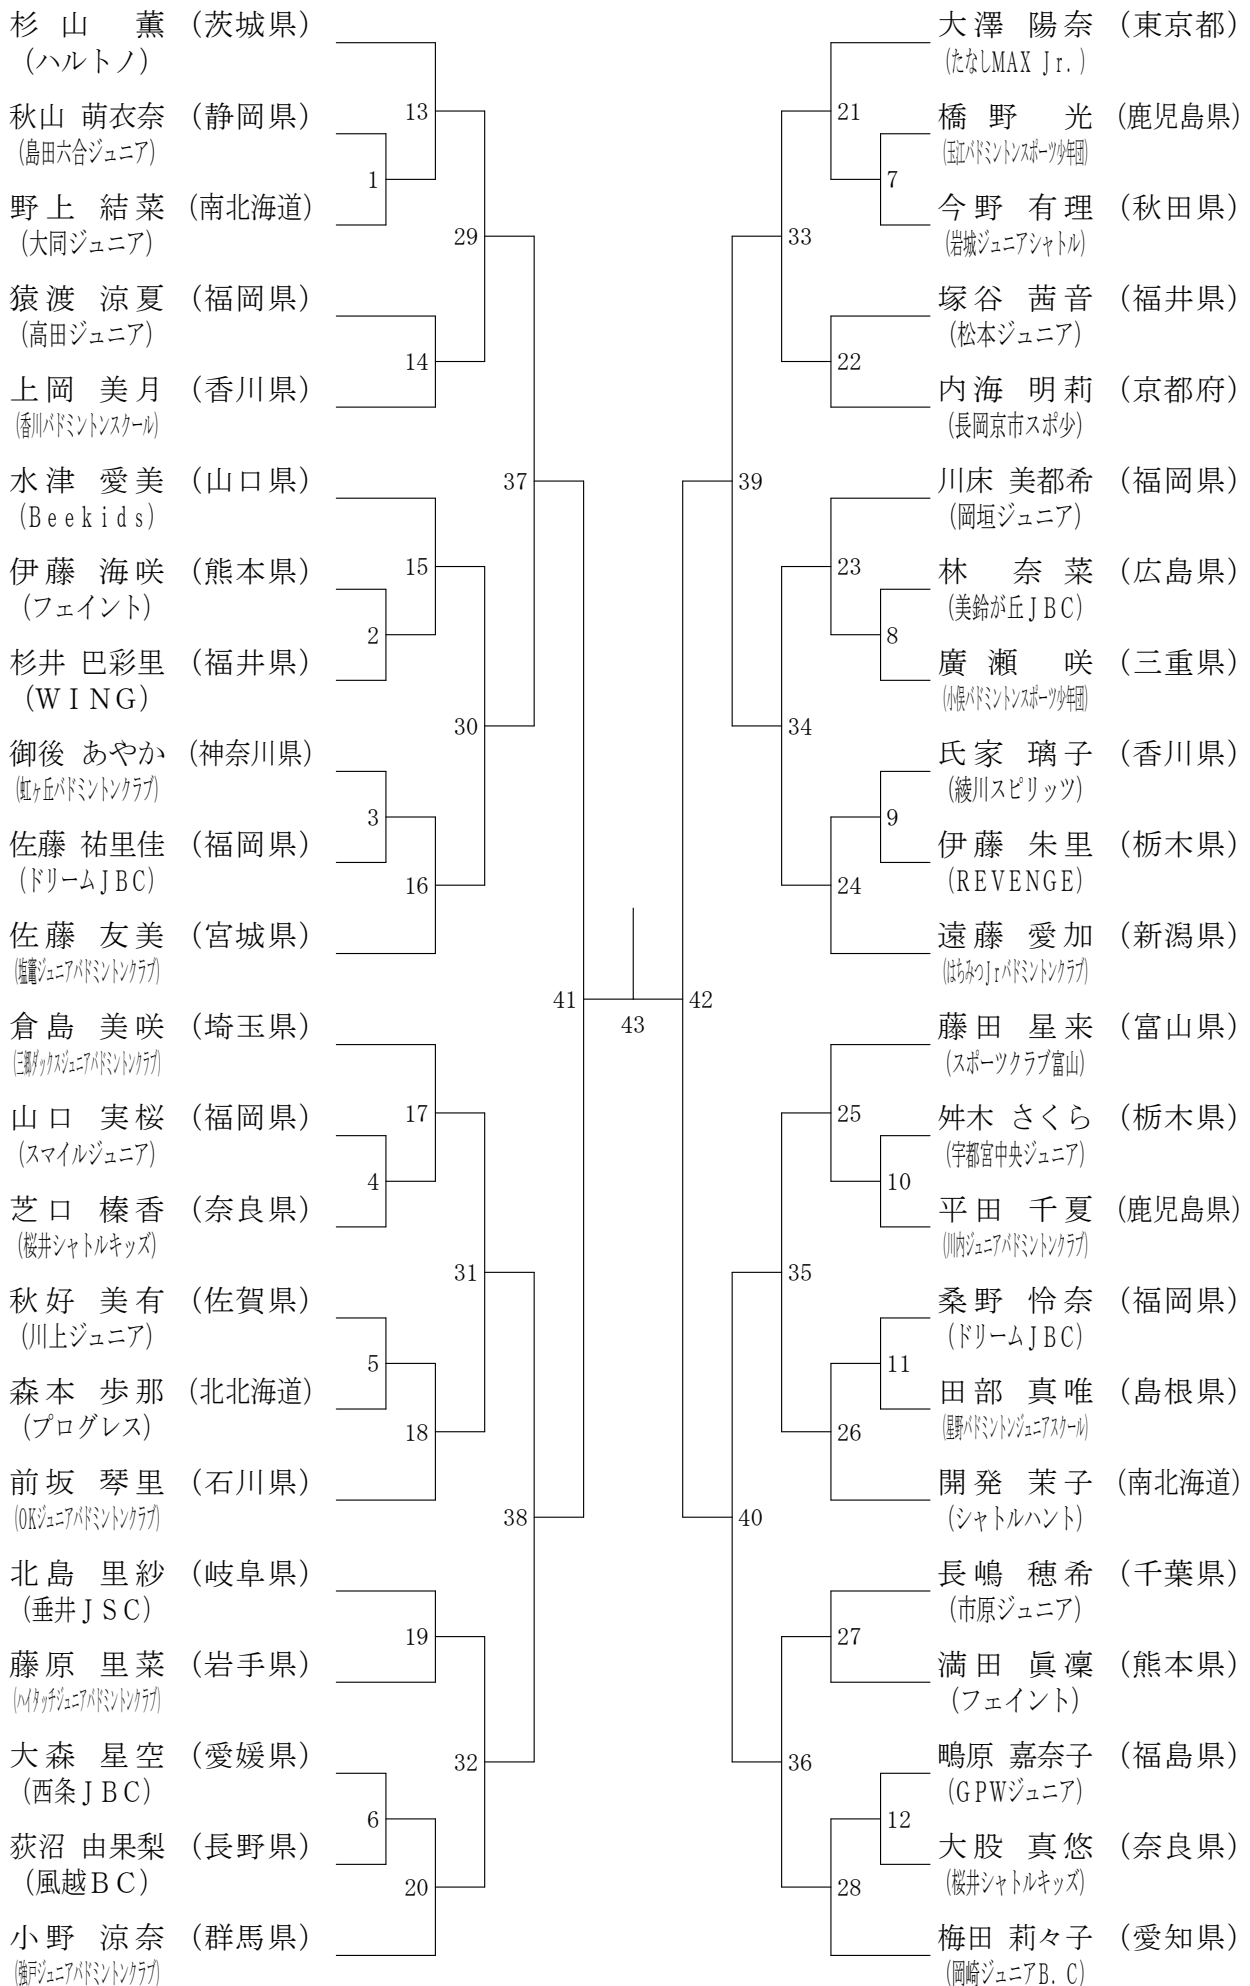 杉山 薫 (茨城県)
(ハルトノ)
秋山 萌衣奈 (静岡県)
(島田六合ジュニア)
野上 結菜 (南北海道)
(大同ジュニア)
猿渡 涼夏 (福岡県)
(高田ジュニア)
上岡 美月 (香川県)
(香川バドミントンスクール)
水津 愛美 (山口県)
(Beekids)
伊藤 海咲 (熊本県)
(フェイント)
杉井 巴彩里 (福井県)
(WING)
御後 あやか (神奈川県)
(虹ヶ丘バドミントンクラブ)
佐藤 祐里佳 (福岡県)
(ドリームJBC)
佐藤 友美 (宮城県)
(塩竈ジュニアバドミントンクラブ)
倉島 美咲 (埼玉県)
(三郷ダックスジュニアバドミントンクラブ)
山口 実桜 (福岡県)
(スマイルジュニア)
芝口 榛香 (奈良県)
(桜井シャトルキッズ)
秋好 美有 (佐賀県)
(川上ジュニア)
森本 歩那 (北北海道)
(プログレス)
前坂 琴里 (石川県)
(OKジュニアバドミントンクラブ)
北島 里紗 (岐阜県)
(垂井JSC)
藤原 里菜 (岩手県)
(ハイタッチジュニアバドミントンクラブ)
大森 星空 (愛媛県)
(西条JBC)
荻沼 由果梨 (長野県)
(風越BC)
小野 涼奈 (群馬県)
(強戸ジュニアバドミントンクラブ)
13
1
29
14
37
15
2
30
3
16
41
17
4
31
5
18
38
19
32
6
20
43
42
21
7
33
22
39
23
8
34
9
24
25
10
35
11
26
40
27
36
12
28
大澤 陽奈 (東京都)
(たなしMAX Jr.)
橋野 光 (鹿児島県)
(玉江バドミントンスポーツ少年団)
今野 有理 (秋田県)
(岩城ジュニアシャトル)
塚谷 茜音 (福井県)
(松本ジュニア)
内海 明莉 (京都府)
(長岡京市スポ少)
川床 美都希 (福岡県)
(岡垣ジュニア)
林 奈菜 (広島県)
(美鈴が丘JBC)
廣瀬 咲 (三重県)
(小俣バドミントンスポーツ少年団)
氏家 璃子 (香川県)
(綾川スピリッツ)
伊藤 朱里 (栃木県)
(REVENGE)
遠藤 愛加 (新潟県)
(はちみつJrバドミントンクラブ)
藤田 星来 (富山県)
(スポーツクラブ富山)
舛木 さくら (栃木県)
(宇都宮中央ジュニア)
平田 千夏 (鹿児島県)
(川内ジュニアバドミントンクラブ)
桑野 怜奈 (福岡県)
(ドリームJBC)
田部 真唯 (島根県)
(星野バドミントンジュニアスクール)
開発 茉子 (南北海道)
(シャトルハント)
長嶋 穂希 (千葉県)
(市原ジュニア)
満田 眞凜 (熊本県)
(フェイント)
鴫原 嘉奈子 (福島県)
(GPWジュニア)
大股 真悠 (奈良県)
(桜井シャトルキッズ)
梅田 莉々子 (愛知県)
(岡崎ジュニアB.C)